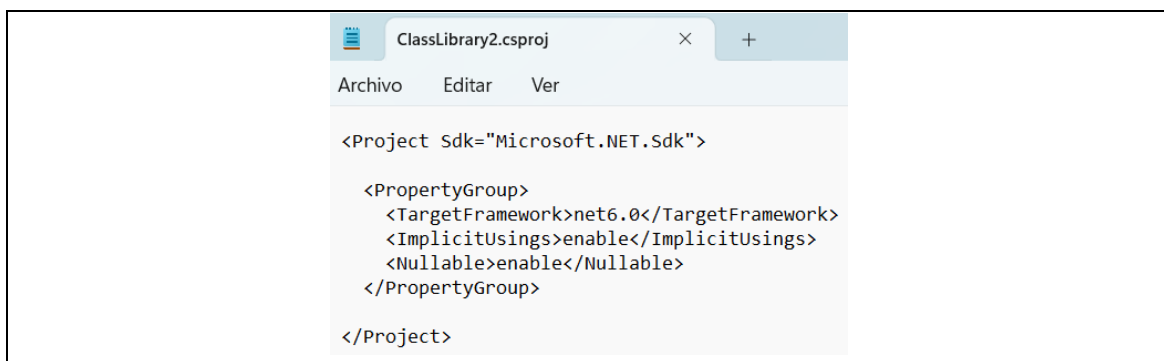 ClassLibrary2.csproj
Archivo Editar Ver
<Project Sdk="Microsoft.NET.Sdk">
<PropertyGroup>
<TargetFramework>net6.0</TargetFramework>
<ImplicitUsings>enable</ImplicitUsings>
<Nullable>enable</Nullable>
</PropertyGroup>
</Project>